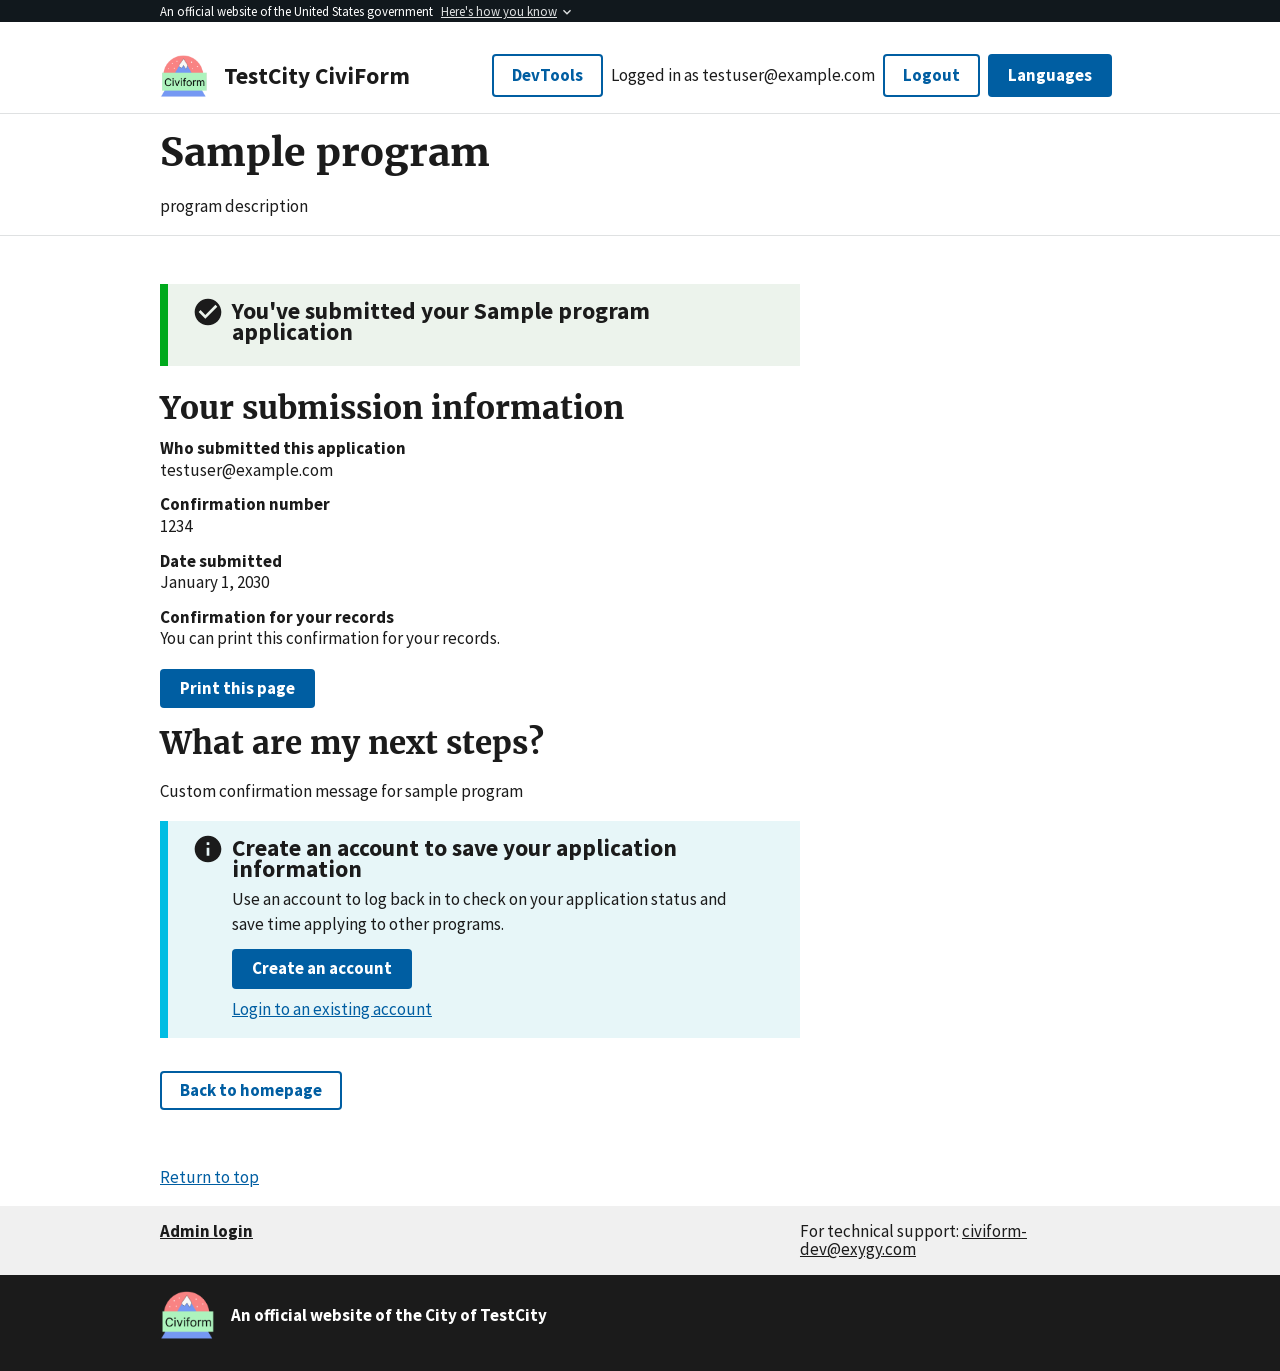 An official website of the United States government Here's how you know
Civiform
TestCity CiviForm
DevTools
Logged in as testuser@example.com
Logout
Languages
Sample program
program description
You've submitted your Sample program
application
Your submission information
Who submitted this application
testuser@example.com
Confirmation number
1234
Date submitted
January 1, 2030
Confirmation for your records
You can print this confirmation for your records.
Print this page
What are my next steps?
Custom confirmation message for sample program
Create an account to save your application
information
Use an account to log back in to check on your application status and
save time applying to other programs.
Create an account
Login to an existing account
Back to homepage
Return to top
Admin login
For technical support: civiform-
dev@exygy.com
Civiform
An official website of the City of TestCity